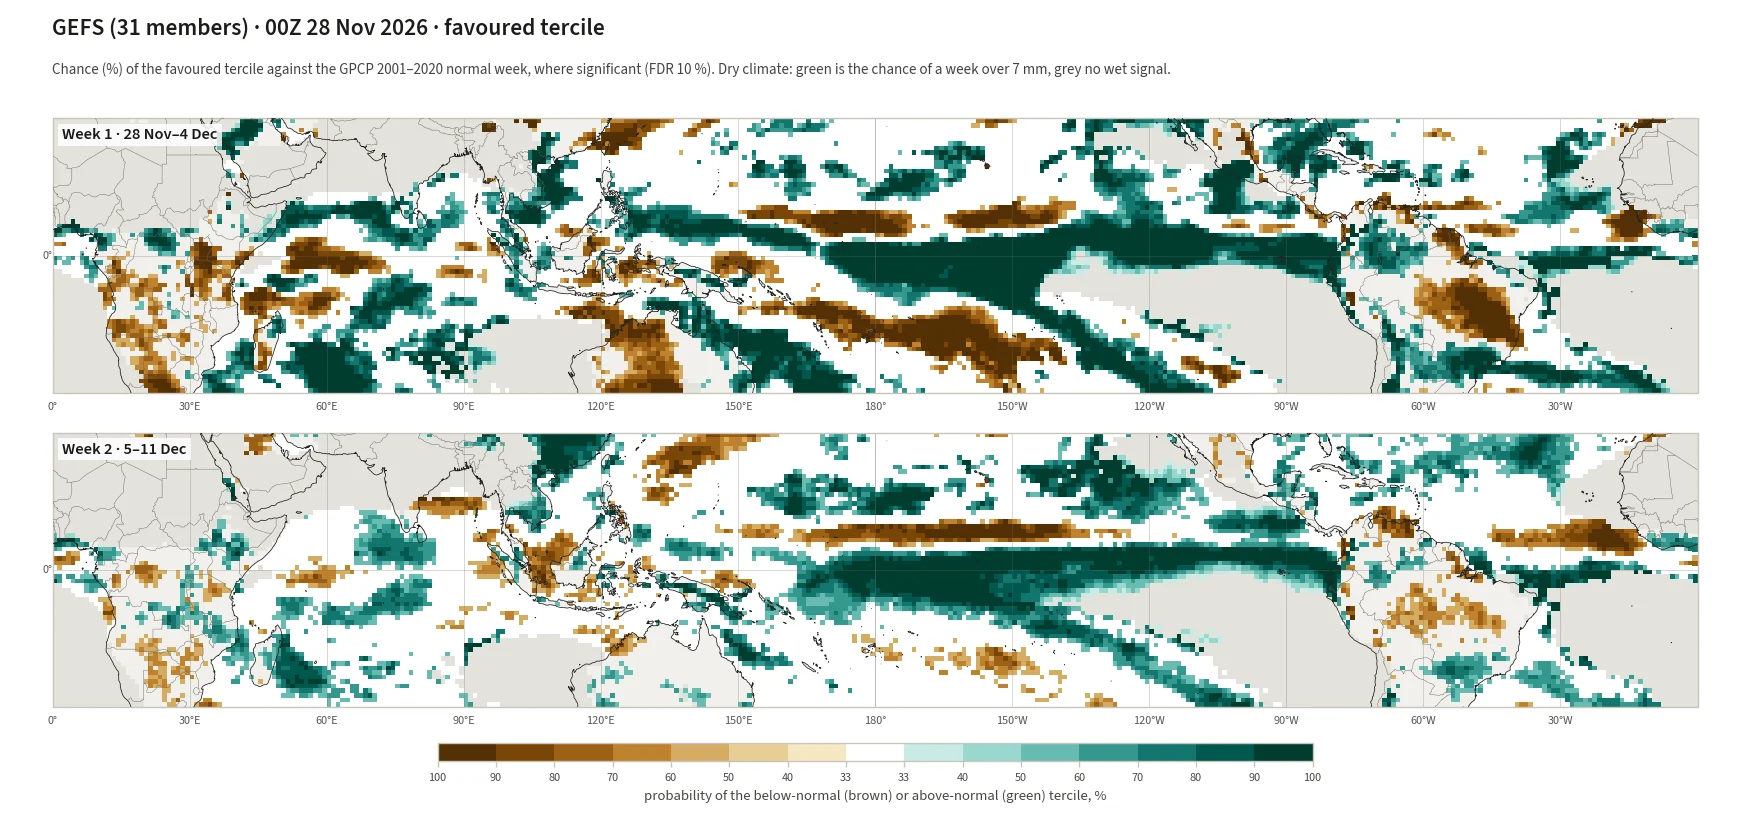 GEFS (31 members) · 00Z 28 Nov 2026 · favoured tercile
Chance (%) of the favoured tercile against the GPCP 2001–2020 normal week, where significant (FDR 10 %). Dry climate: green is the chance of a week over 7 mm, grey no wet signal.
Week 1 · 28 Nov–4 Dec
0°
0° 30°E 60°E 90°E 120°E 150°E 180° 150°W 120°W 90°W 60°W 30°W
Week 2 · 5–11 Dec
0°
0° 30°E 60°E 90°E 120°E 150°E 180° 150°W 120°W 90°W 60°W 30°W
100 90 80 70 60 50 40 33 33 40 50 60 70 80 90 100
probability of the below-normal (brown) or above-normal (green) tercile, %